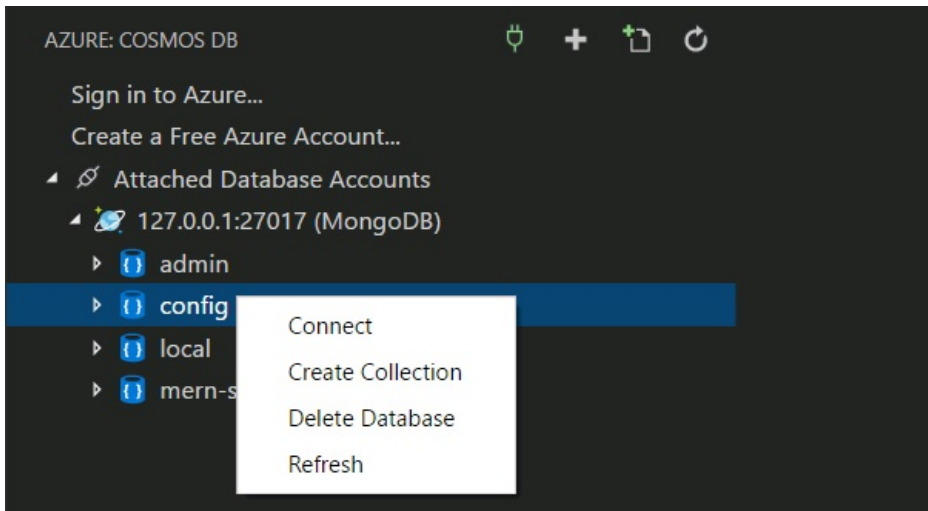 AZURE: COSMOS DB
Sign in to Azure...
Create a Free Azure Account...
Attached Database Accounts
127.0.0.1:27017 (MongoDB)
admin
config
local
mern-s
Connect
Create Collection
Delete Database
Refresh